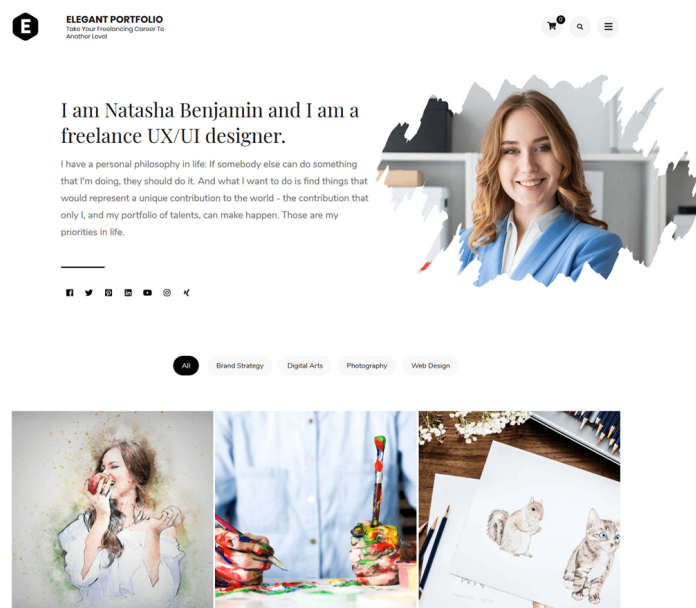 E
ELEGANT PORTFOLIO
Take Your Freelancing Career To
Another Loval
0
I am Natasha Benjamin and I am a
freelance UX/UI designer.
I have a personal philosophy in life: If somebody else can do something
that I'm doing, they should do it. And what I want to do is find things that
would represent a unique contribution to the world - the contribution that
only I, and my portfolio of talents, can make happen. Those are my
priorities in life.
All
Brand Strategy
Digital Arts
Photography
Web Design